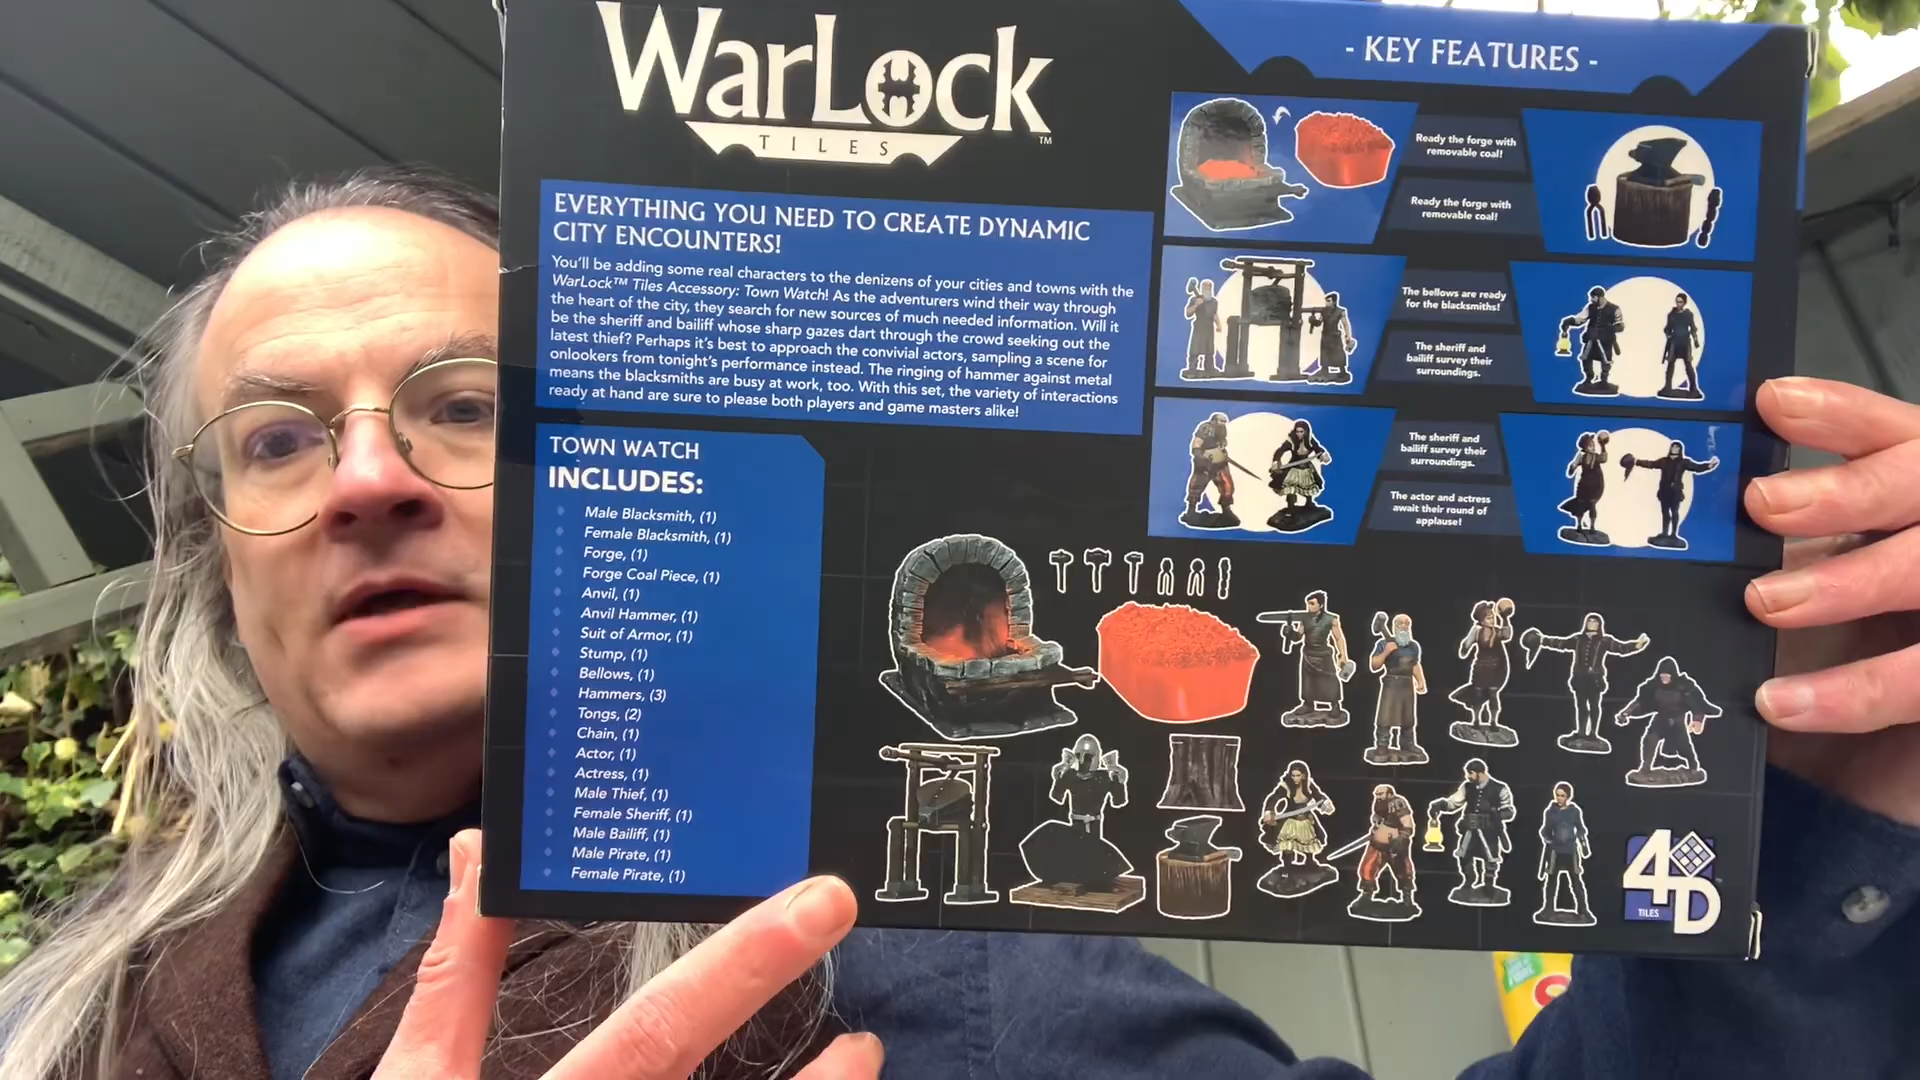 WARLOCK™
TILES
EVERYTHING YOU NEED TO CREATE DYNAMIC
CITY ENCOUNTERS!
You'll be adding some real characters to the denizens of your cities and towns with the
WarLock™ Tiles Accessory: Town Watch! As the adventurers wind their way through
the heart of the city, they search for new sources of much needed information. Will it
be the sheriff and bailiff whose sharp gazes dart through the crowd seeking out the
latest thief? Perhaps it's best to approach the convivial actors, sampling a scene for
onlookers from tonight's performance instead. The ringing of hammer against metal
means the blacksmiths are busy at work, too. With this set, the variety of interactions
ready at hand are sure to please both players and game masters alike!
TOWN WATCH
INCLUDES:
Male Blacksmith, (1)
Female Blacksmith, (1)
Forge, (1)
Forge Coal Piece, (1)
Anvil, (1)
Anvil Hammer, (1)
Suit of Armor, (1)
Stump, (1)
Bellows, (1)
Hammers, (3)
Tongs, (2)
Chain, (1)
Actor, (1)
Actress, (1)
Male Thief, (1)
Female Sheriff, (1)
Male Bailiff, (1)
Male Pirate, (1)
Female Pirate, (1)
- KEY FEATURES -
Ready the forge with
removable coal!
Ready the forge with
removable coal!
The bellows are ready
for the blacksmiths!
The sheriff and
bailiff survey their
surroundings.
The sheriff and
bailiff survey their
surroundings.
The actor and actress
await their round of
applause!
4D
TILES